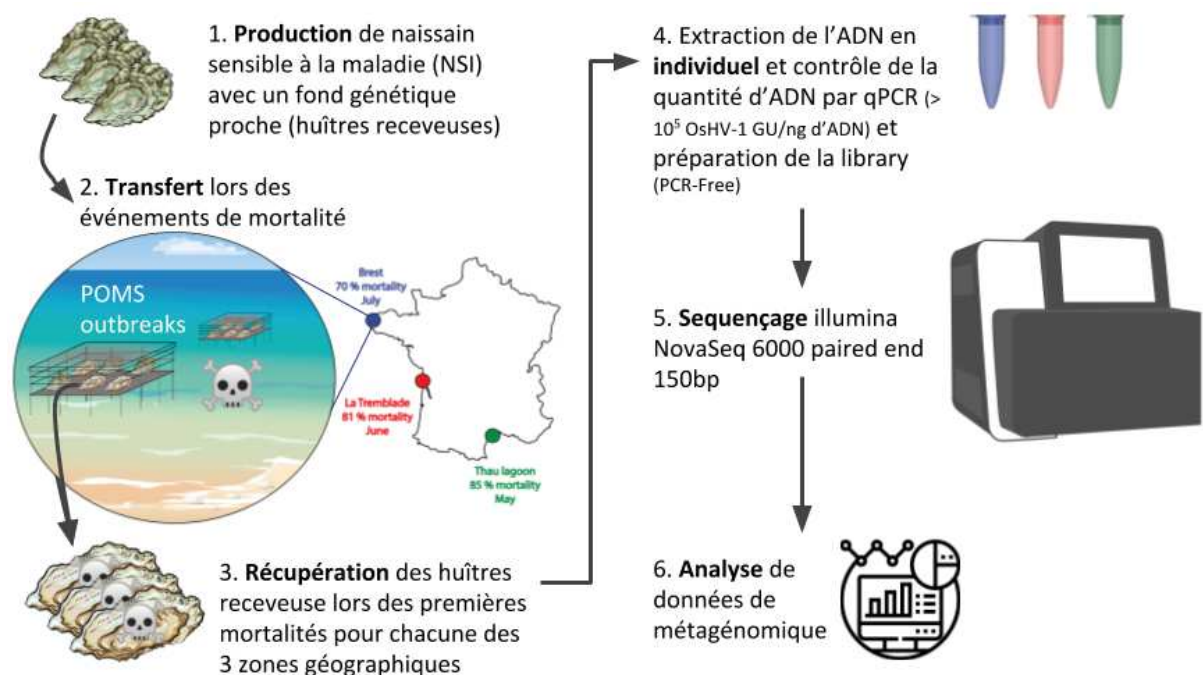 1. Production de naissain
sensible à la maladie (NSI)
avec un fond génétique
proche (huîtres receveuses)
2. Transfert lors des
événements de mortalité
POMS
outbreaks
Brest
70 % mortality
July
La Tremblade
81 % mortality
June
Thau lagoon
85 % mortality
May
3. Récupération des huîtres
receveuse lors des premières
mortalités pour chacune des
3 zones géographiques
4. Extraction de l’ADN en
individuel et contrôle de la
quantité d’ADN par qPCR (>
10⁵ OsHV-1 GU/ng d’ADN) et
préparation de la library
(PCR-Free)
5. Sequençage illumina
NovaSeq 6000 paired end
150bp
6. Analyse de
données de
métagénomique